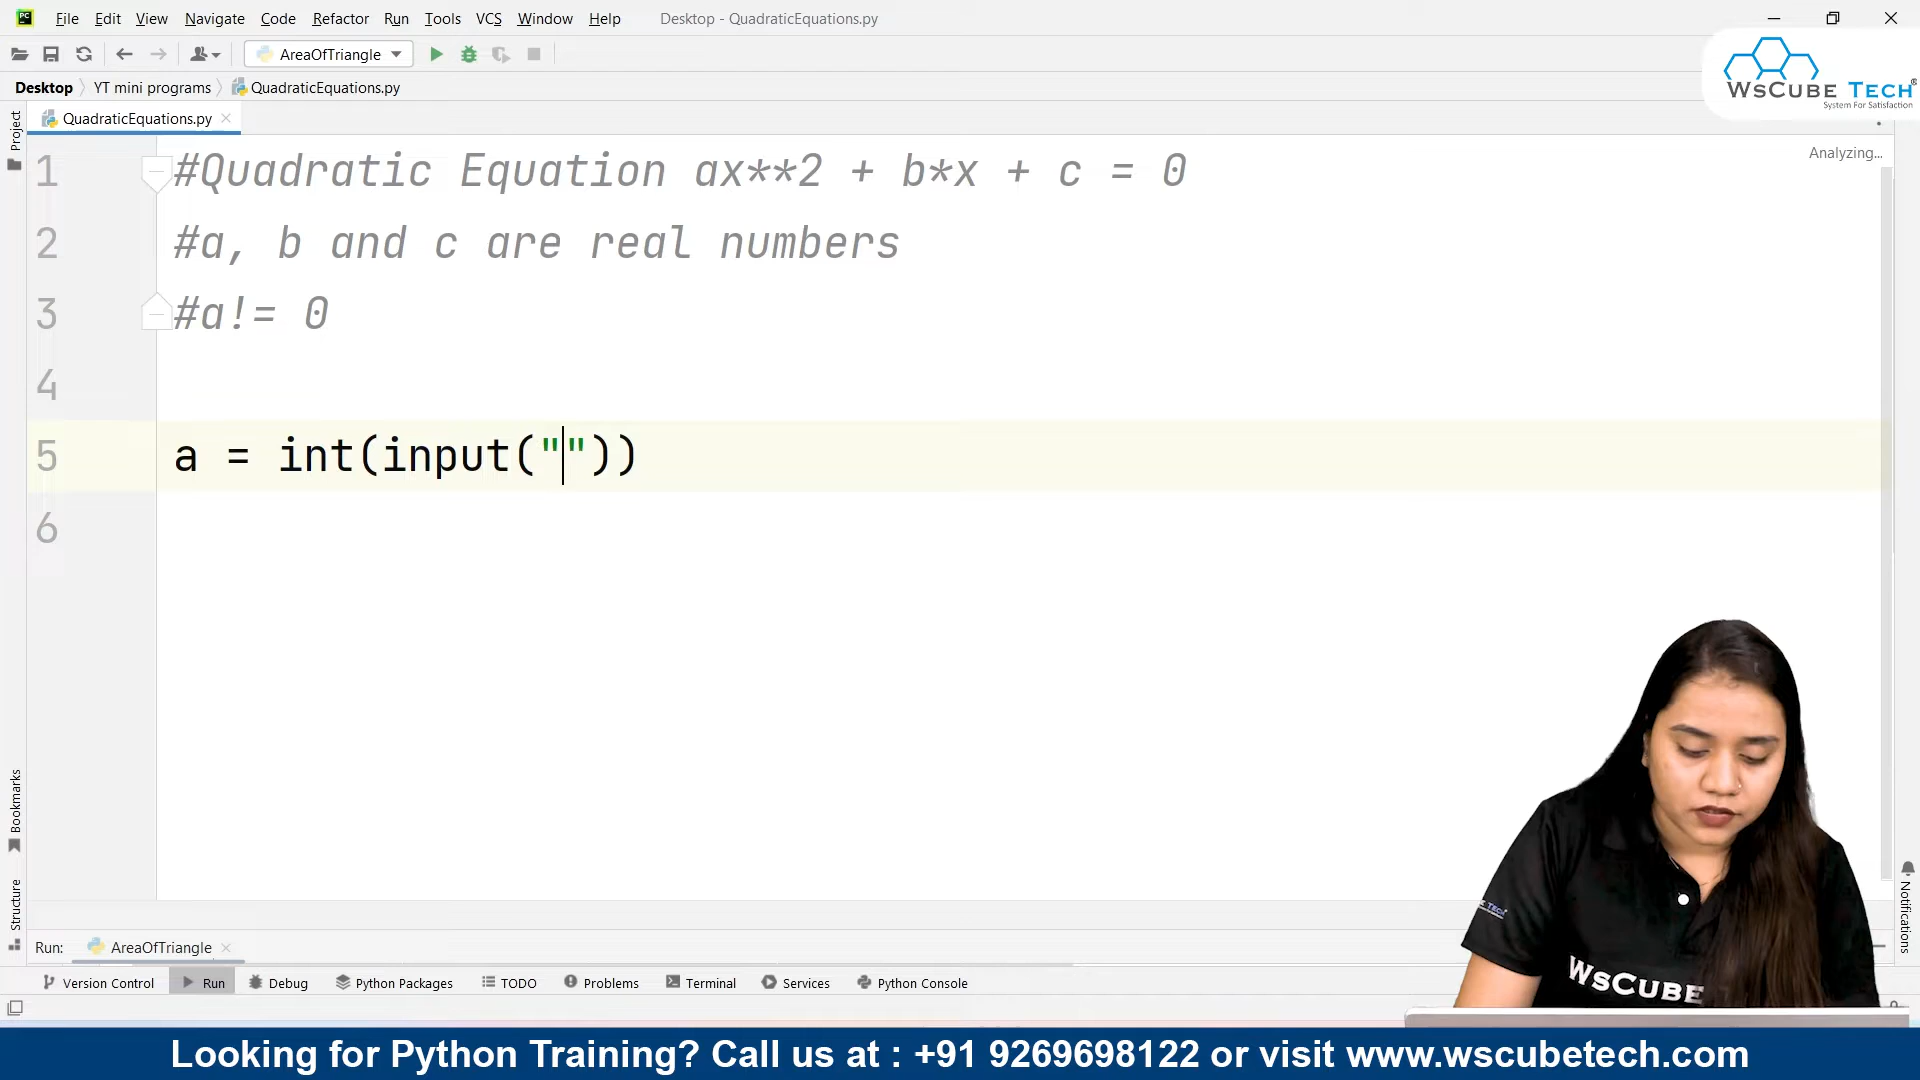 File Edit View Navigate Code Refactor Run Tools VCS Window Help Desktop - QuadraticEquations.py
AreaOfTriangle
WsCube Tech®
System For Satisfaction
Desktop YT mini programs QuadraticEquations.py
Project
QuadraticEquations.py
Analyzing...
1 #Quadratic Equation ax**2 + b*x + c = 0
2 #a, b and c are real numbers
3 #a!= 0
4
5 a = int(input(""))
6
Bookmarks
Structure
Notifications
WsCube
Run: AreaOfTriangle
Version Control Run Debug Python Packages TODO Problems Terminal Services Python Console
Looking for Python Training? Call us at : +91 9269698122 or visit www.wscubetech.com